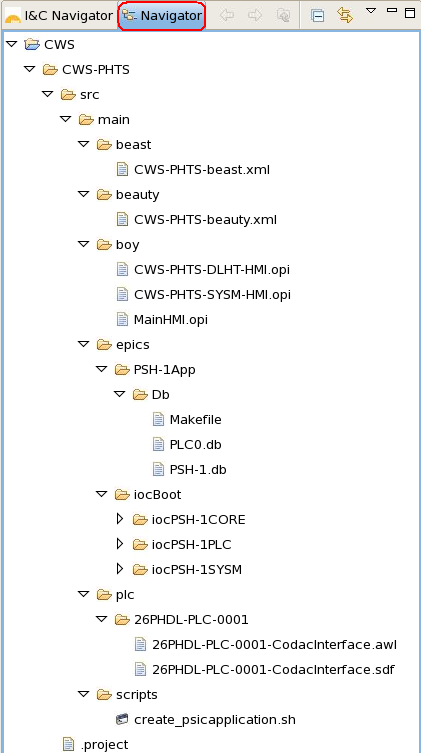 I&C Navigator Navigator
CWS
CWS-PHTS
src
main
beast
CWS-PHTS-beast.xml
beauty
CWS-PHTS-beauty.xml
boy
CWS-PHTS-DLHT-HMI.opi
CWS-PHTS-SYSM-HMI.opi
MainHMI.opi
epics
PSH-1App
Db
Makefile
PLC0.db
PSH-1.db
iocBoot
iocPSH-1CORE
iocPSH-1PLC
iocPSH-1SYSM
plc
26PHDL-PLC-0001
26PHDL-PLC-0001-CodacInterface.awl
26PHDL-PLC-0001-CodacInterface.sdf
scripts
create_psicapplication.sh
.project